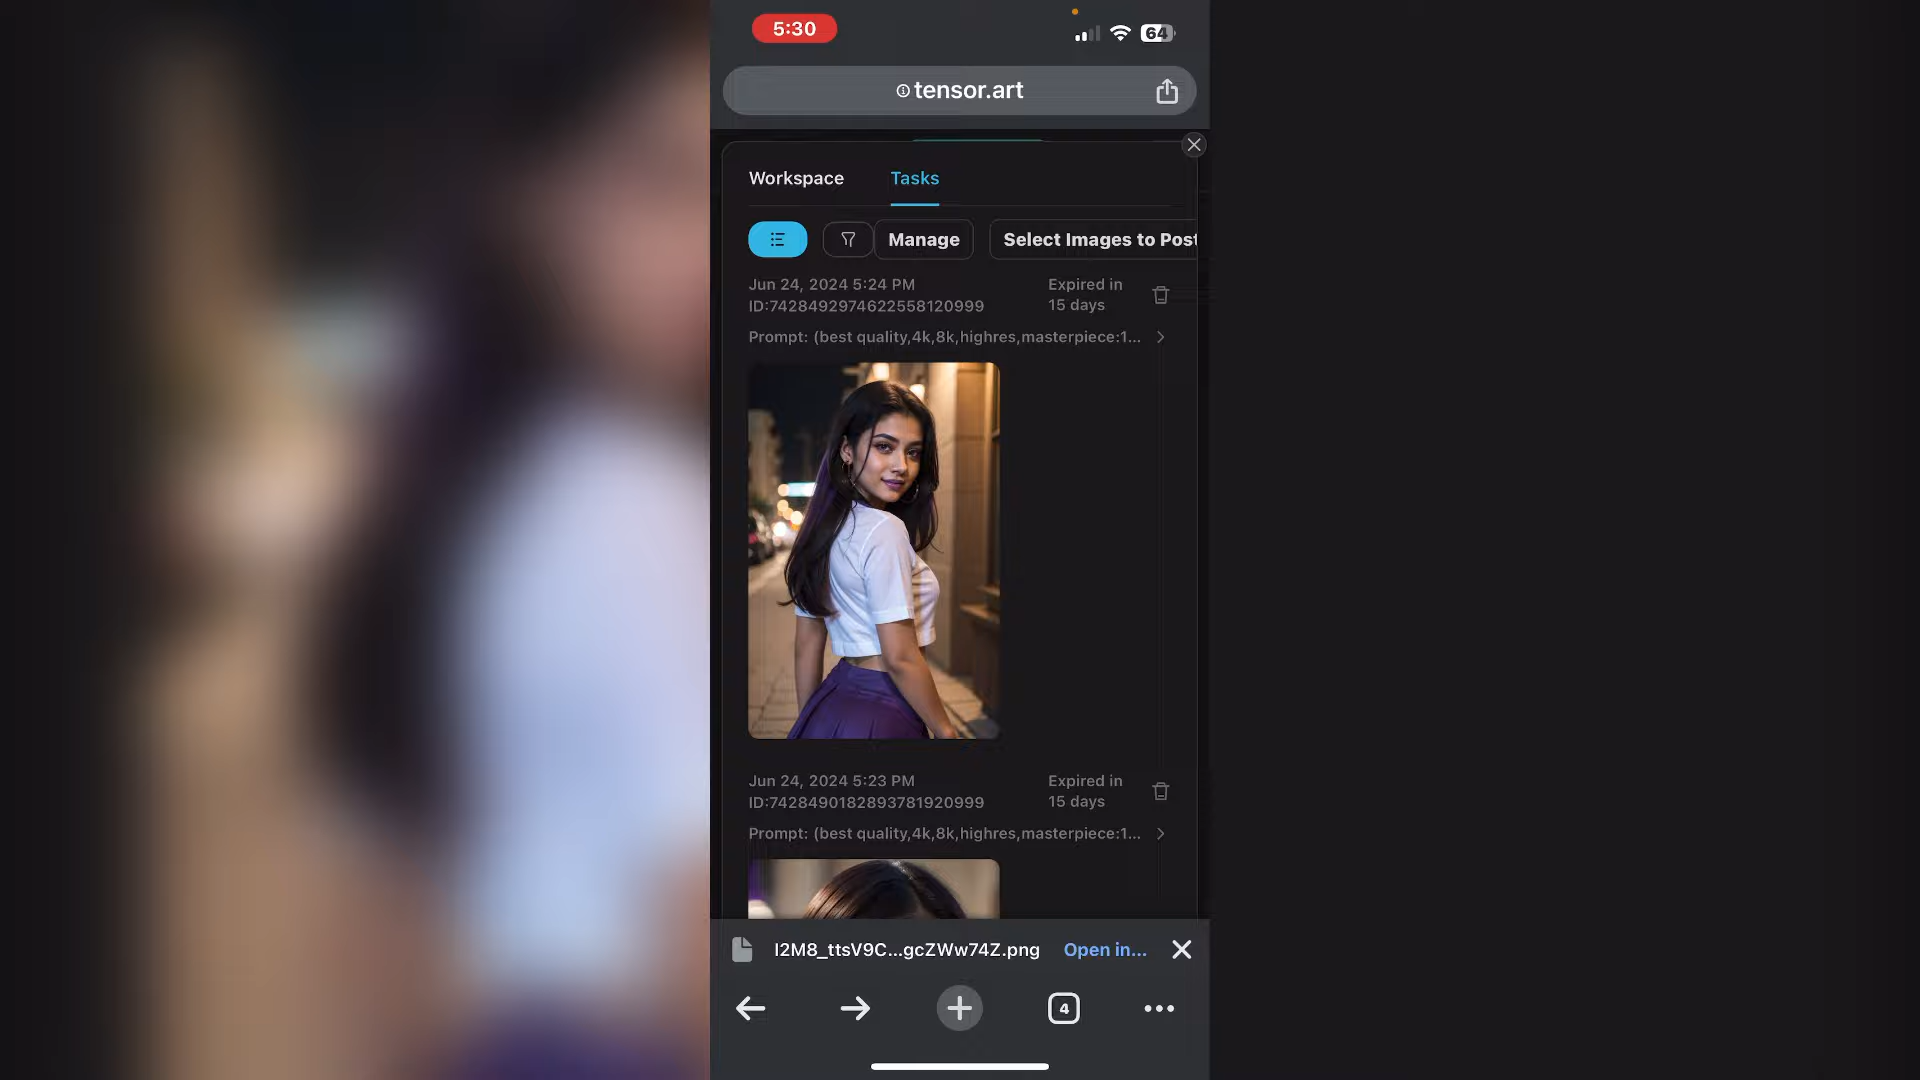 5:30
64
tensor.art
Workspace Tasks
Manage Select Images to Post
Jun 24, 2024 5:24 PM
ID:7428492974622558120999
Expired in
15 days
Prompt: (best quality,4k,8k,highres,masterpiece:1...
Jun 24, 2024 5:23 PM
ID:7428490182893781920999
Expired in
15 days
Prompt: (best quality,4k,8k,highres,masterpiece:1...
I2M8_ttsV9C...gcZWw74Z.png Open in...
4